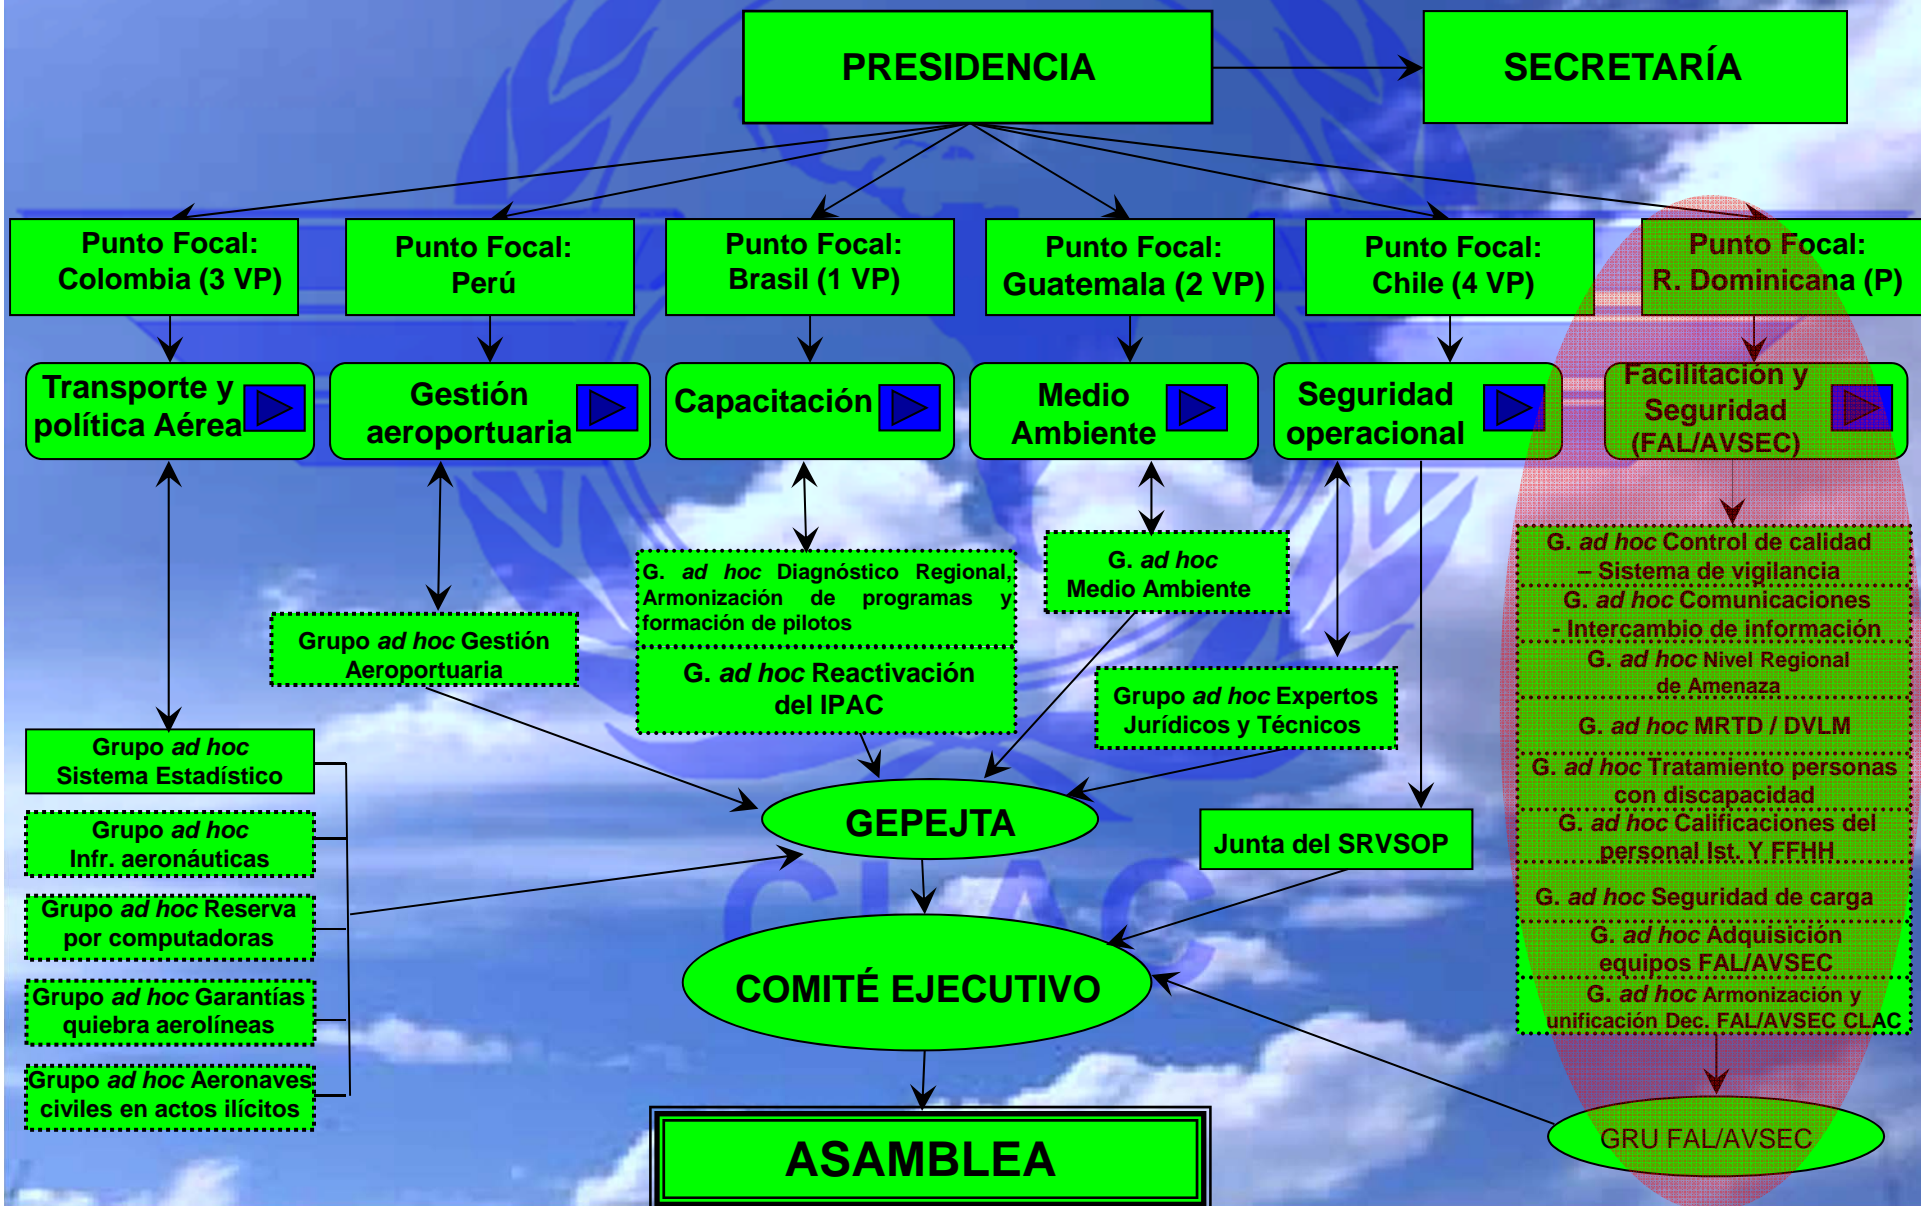 PRESIDENCIA
SECRETARÍA
Punto Focal:
Colombia (3 VP)
Punto Focal:
Perú
Punto Focal:
Brasil (1 VP)
Punto Focal:
Guatemala (2 VP)
Punto Focal:
Chile (4 VP)
Punto Focal:
R. Dominicana (P)
Transporte y
política Aérea
Gestión
aeroportuaria
Capacitación
Medio
Ambiente
Seguridad
operacional
Facilitación y
Seguridad
(FAL/AVSEC)
G. ad hoc Diagnóstico Regional,
Armonización de programas y
formación de pilotos
G. ad hoc Reactivación
del IPAC
G. ad hoc
Medio Ambiente
Grupo ad hoc Gestión
Aeroportuaria
Grupo ad hoc Expertos
Jurídicos y Técnicos
G. ad hoc Control de calidad
– Sistema de vigilancia
G. ad hoc Comunicaciones
- Intercambio de información
G. ad hoc Nivel Regional
de Amenaza
G. ad hoc MRTD / DVLM
G. ad hoc Tratamiento personas
con discapacidad
G. ad hoc Calificaciones del
personal Ist. Y FFHH
G. ad hoc Seguridad de carga
G. ad hoc Adquisición
equipos FAL/AVSEC
G. ad hoc Armonización y
unificación Dec. FAL/AVSEC CLAC
Grupo ad hoc
Sistema Estadístico
Grupo ad hoc
Infr. aeronáuticas
Grupo ad hoc Reserva
por computadoras
Grupo ad hoc Garantías
quiebra aerolíneas
Grupo ad hoc Aeronaves
civiles en actos ilícitos
GEPEJTA
Junta del SRVSOP
CLAC
COMITÉ EJECUTIVO
GRU FAL/AVSEC
ASAMBLEA